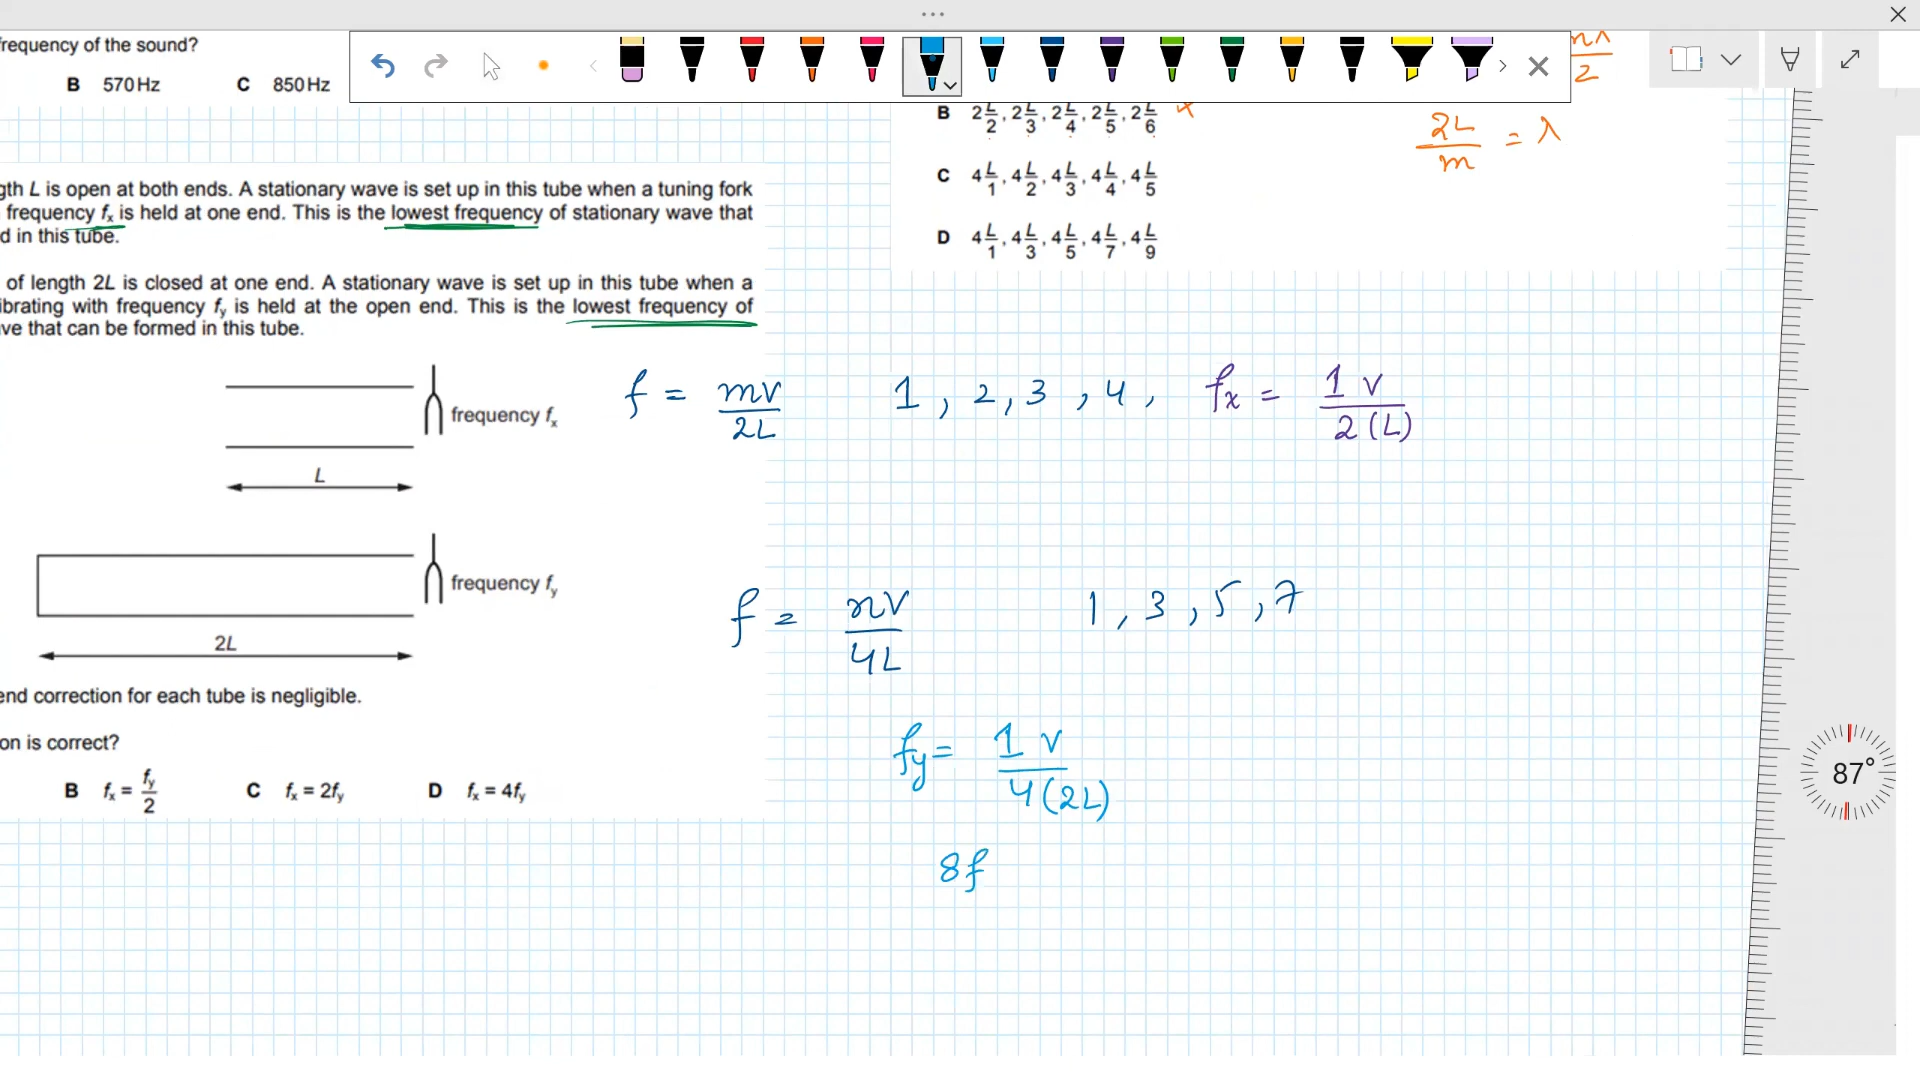 requency of the sound?
B 570 Hz C 850 Hz
gth L is open at both ends. A stationary wave is set up in this tube when a tuning fork
frequency fx is held at one end. This is the lowest frequency of stationary wave that
d in this tube.
of length 2L is closed at one end. A stationary wave is set up in this tube when a
ibrating with frequency fy is held at the open end. This is the lowest frequency of
ve that can be formed in this tube.
frequency fx
L
frequency fy
2L
end correction for each tube is negligible.
on is correct?
B fx = fy/2 C fx = 2fy D fx = 4fy
B 2L/2, 2L/3, 2L/4, 2L/5, 2L/6
C 4L/1, 4L/2, 4L/3, 4L/4, 4L/5
D 4L/1, 4L/3, 4L/5, 4L/7, 4L/9
nλ/2
2L/m = λ
f = mv/2L 1, 2, 3, 4, fx = 1v/2(L)
f = nv/4L 1, 3, 5, 7
fy = 1v/4(2L)
8f
87°